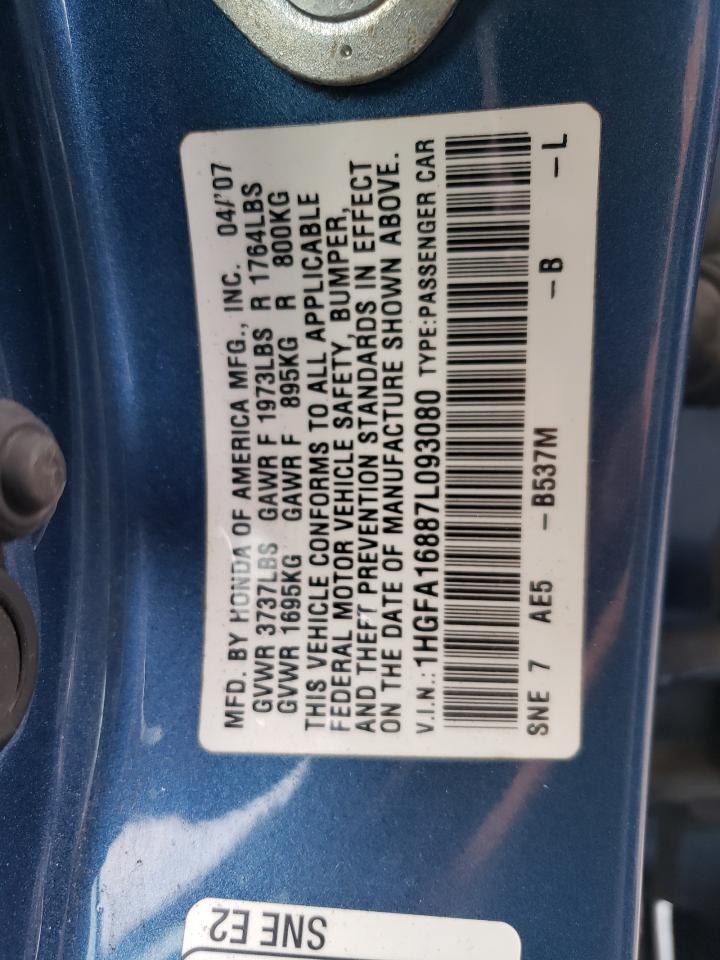 MFD. BY HONDA OF AMERICA MFG., INC. 04/'07
GVWR 3737LBS GAWR F 1973LBS R 1764LBS
GVWR 1695KG GAWR F 895KG R 800KG
THIS VEHICLE CONFORMS TO ALL APPLICABLE
FEDERAL MOTOR VEHICLE SAFETY, BUMPER,
AND THEFT PREVENTION STANDARDS IN EFFECT
ON THE DATE OF MANUFACTURE SHOWN ABOVE.
V.I.N.: 1HGFA16887L093080 TYPE: PASSENGER CAR
SNE 7 AE5 -B537M -B -L
SNE E2